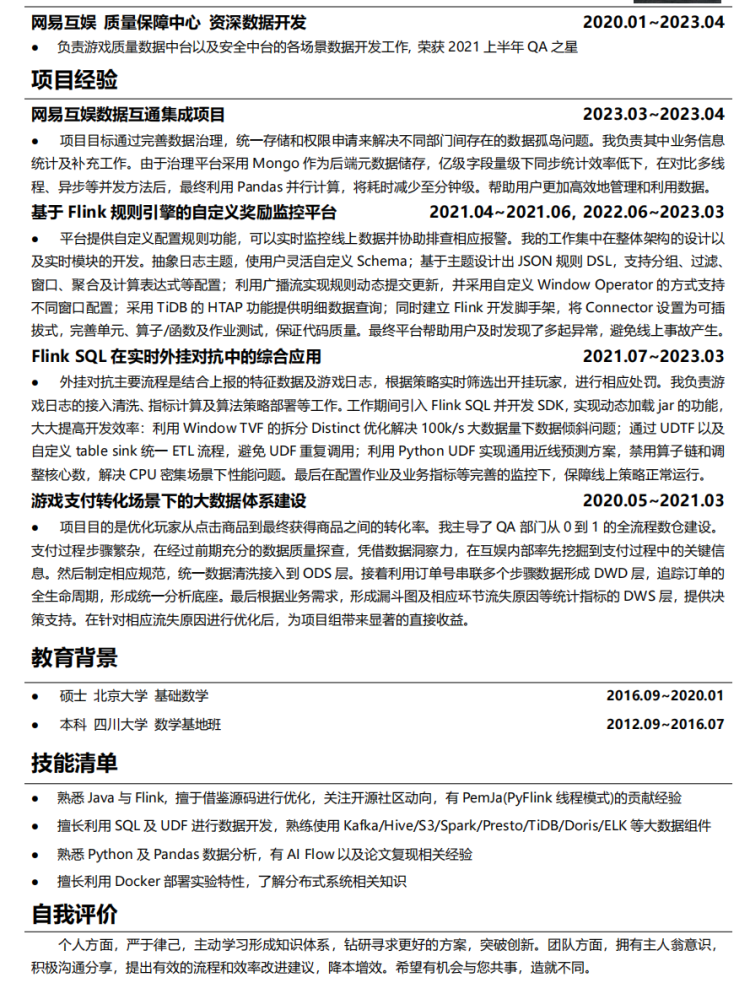 网易互娱 质量保障中心 资深数据开发 2020.01~2023.04
● 负责游戏质量数据中台以及安全中台的各场景数据开发工作, 荣获 2021 上半年 QA 之星
项目经验
网易互娱数据互通集成项目 2023.03~2023.04
● 项目目标通过完善数据治理，统一存储和权限申请来解决不同部门间存在的数据孤岛问题。我负责其中业务信息
统计及补充工作。由于治理平台采用 Mongo 作为后端元数据储存，亿级字段量级下同步统计效率低下，在对比多线
程、异步等并发方法后，最终利用 Pandas 并行计算，将耗时减少至分钟级。帮助用户更加高效地管理和利用数据。
基于 Flink 规则引擎的自定义奖励监控平台 2021.04~2021.06, 2022.06~2023.03
● 平台提供自定义配置规则功能，可以实时监控线上数据并协助排查相应报警。我的工作集中在整体架构的设计以
及实时模块的开发。抽象日志主题，使用户灵活自定义 Schema；基于主题设计出 JSON 规则 DSL，支持分组、过滤、
窗口、聚合及计算表达式等配置；利用广播流实现规则动态提交更新，并采用自定义 Window Operator 的方式支持
不同窗口配置；采用 TiDB 的 HTAP 功能提供明细数据查询；同时建立 Flink 开发脚手架，将 Connector 设置为可插
拔式，完善单元、算子/函数及作业测试，保证代码质量。最终平台帮助用户及时发现了多起异常，避免线上事故产生。
Flink SQL 在实时外挂对抗中的综合应用 2021.07~2023.03
● 外挂对抗主要流程是结合上报的特征数据及游戏日志，根据策略实时筛选出开挂玩家，进行相应处罚。我负责游
戏日志的接入清洗、指标计算及算法策略部署等工作。工作期间引入 Flink SQL 并开发 SDK，实现动态加载 jar 的功能，
大大提高开发效率：利用 Window TVF 的拆分 Distinct 优化解决 100k/s 大数据量下数据倾斜问题；通过 UDTF 以及
自定义 table sink 统一 ETL 流程，避免 UDF 重复调用；利用 Python UDF 实现通用近线预测方案，禁用算子链和调
整核心数，解决 CPU 密集场景下性能问题。最后在配置作业及业务指标等完善的监控下，保障线上策略正常运行。
游戏支付转化场景下的大数据体系建设 2020.05~2021.03
● 项目目的是优化玩家从点击商品到最终获得商品之间的转化率。我主导了 QA 部门从 0 到 1 的全流程数仓建设。
支付过程步骤繁杂，在经过前期充分的数据质量探查，凭借数据洞察力，在互娱内部率先挖掘到支付过程中的关键信
息。然后制定相应规范，统一数据清洗接入到 ODS 层。接着利用订单号串联多个步骤数据形成 DWD 层，追踪订单的
全生命周期，形成统一分析底座。最后根据业务需求，形成漏斗图及相应环节流失原因等统计指标的 DWS 层，提供决
策支持。在针对相应流失原因进行优化后，为项目组带来显著的直接收益。
教育背景
● 硕士 北京大学 基础数学 2016.09~2020.01
● 本科 四川大学 数学基地班 2012.09~2016.07
技能清单
● 熟悉 Java 与 Flink，擅于借鉴源码进行优化，关注开源社区动向，有 PemJa(PyFlink 线程模式)的贡献经验
● 擅长利用 SQL 及 UDF 进行数据开发，熟练使用 Kafka/Hive/S3/Spark/Presto/TiDB/Doris/ELK 等大数据组件
● 熟悉 Python 及 Pandas 数据分析，有 AI Flow 以及论文复现相关经验
● 擅长利用 Docker 部署实验特性，了解分布式系统相关知识
自我评价
个人方面，严于律己，主动学习形成知识体系，钻研寻求更好的方案，突破创新。团队方面，拥有主人翁意识，
积极沟通分享，提出有效的流程和效率改进建议，降本增效。希望有机会与您共事，造就不同。